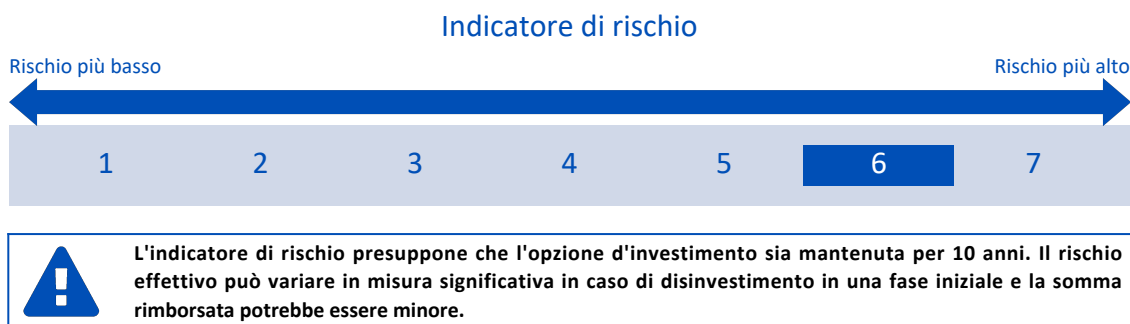 Indicatore di rischio
Rischio più basso Rischio più alto
1 2 3 4 5 6 7
L'indicatore di rischio presuppone che l'opzione d'investimento sia mantenuta per 10 anni. Il rischio
effettivo può variare in misura significativa in caso di disinvestimento in una fase iniziale e la somma
rimborsata potrebbe essere minore.